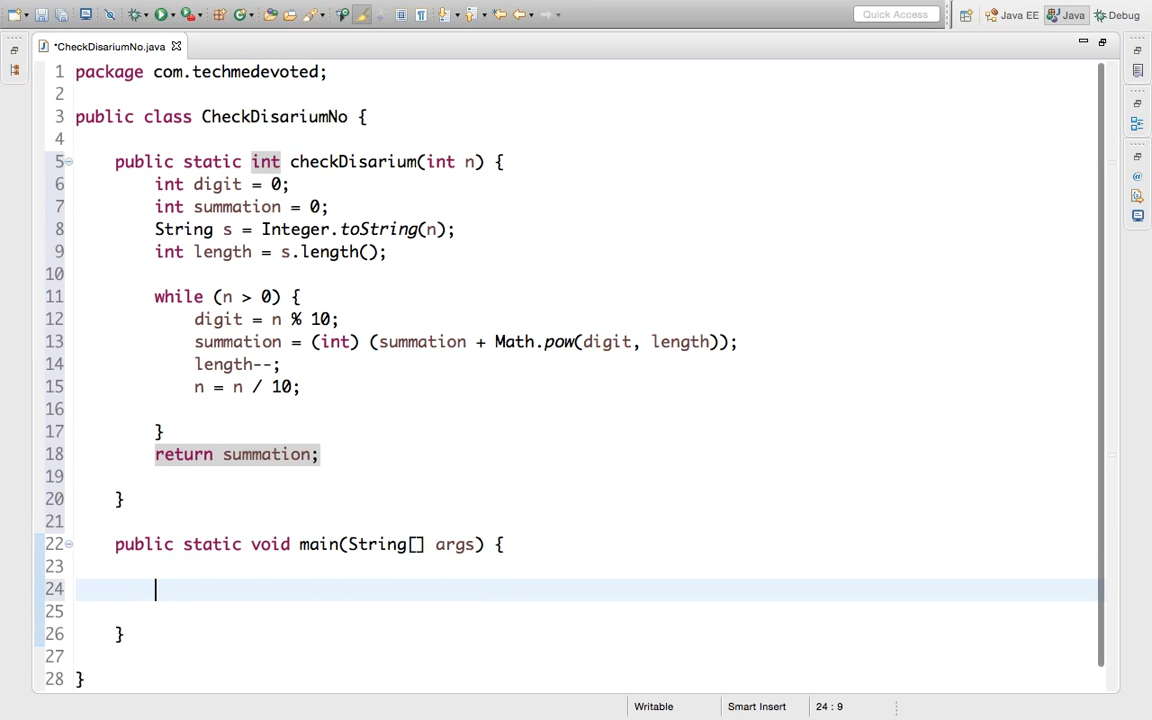 Quick Access
Java EE
Java
Debug
*CheckDisariumNo.java
1 package com.techmedevoted;
2
3 public class CheckDisariumNo {
4
5 public static int checkDisarium(int n) {
6 int digit = 0;
7 int summation = 0;
8 String s = Integer.toString(n);
9 int length = s.length();
10
11 while (n > 0) {
12 digit = n % 10;
13 summation = (int) (summation + Math.pow(digit, length));
14 length--;
15 n = n / 10;
16
17 }
18 return summation;
19
20 }
21
22 public static void main(String[] args) {
23
24
25
26 }
27
28 }
Writable
Smart Insert
24 : 9